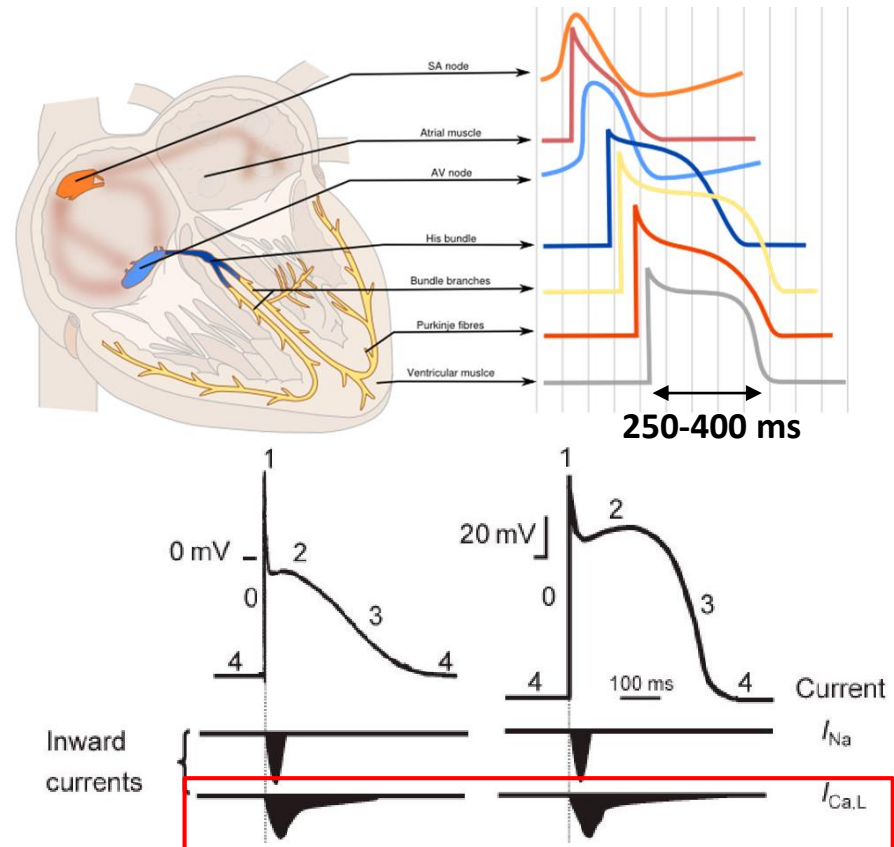 SA node
Atrial muscle
AV node
His bundle
Bundle branches
Purkinje fibres
Ventricular muslce
250-400 ms
1
0 mV
2
0
3
4
4
1
20 mV
2
0
3
4
100 ms
4
Current
Inward
currents
INa
ICa,L